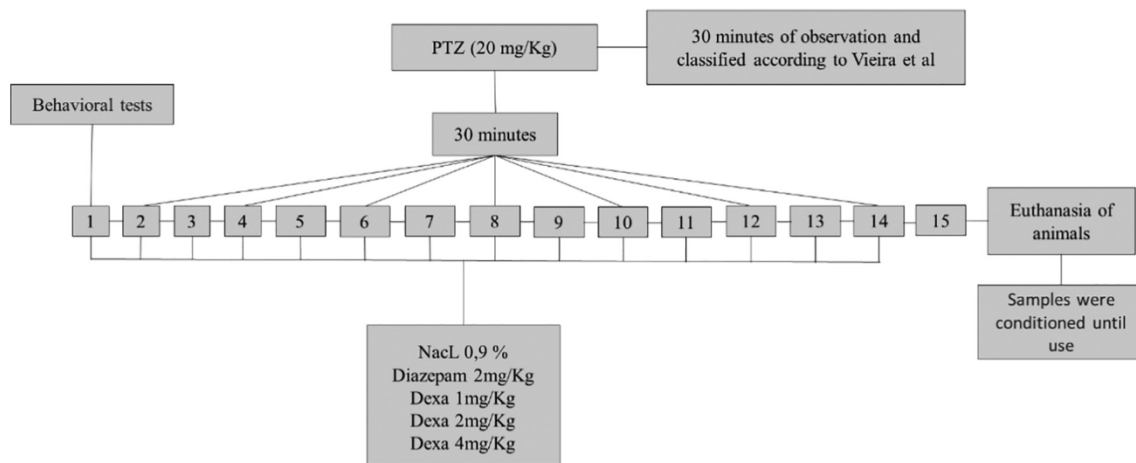 PTZ (20 mg/Kg)
30 minutes of observation and
classified according to Vieira et al
Behavioral tests
30 minutes
1 2 3 4 5 6 7 8 9 10 11 12 13 14 15
Euthanasia of
animals
Samples were
conditioned until
use
NacL 0,9 %
Diazepam 2mg/Kg
Dexa 1mg/Kg
Dexa 2mg/Kg
Dexa 4mg/Kg